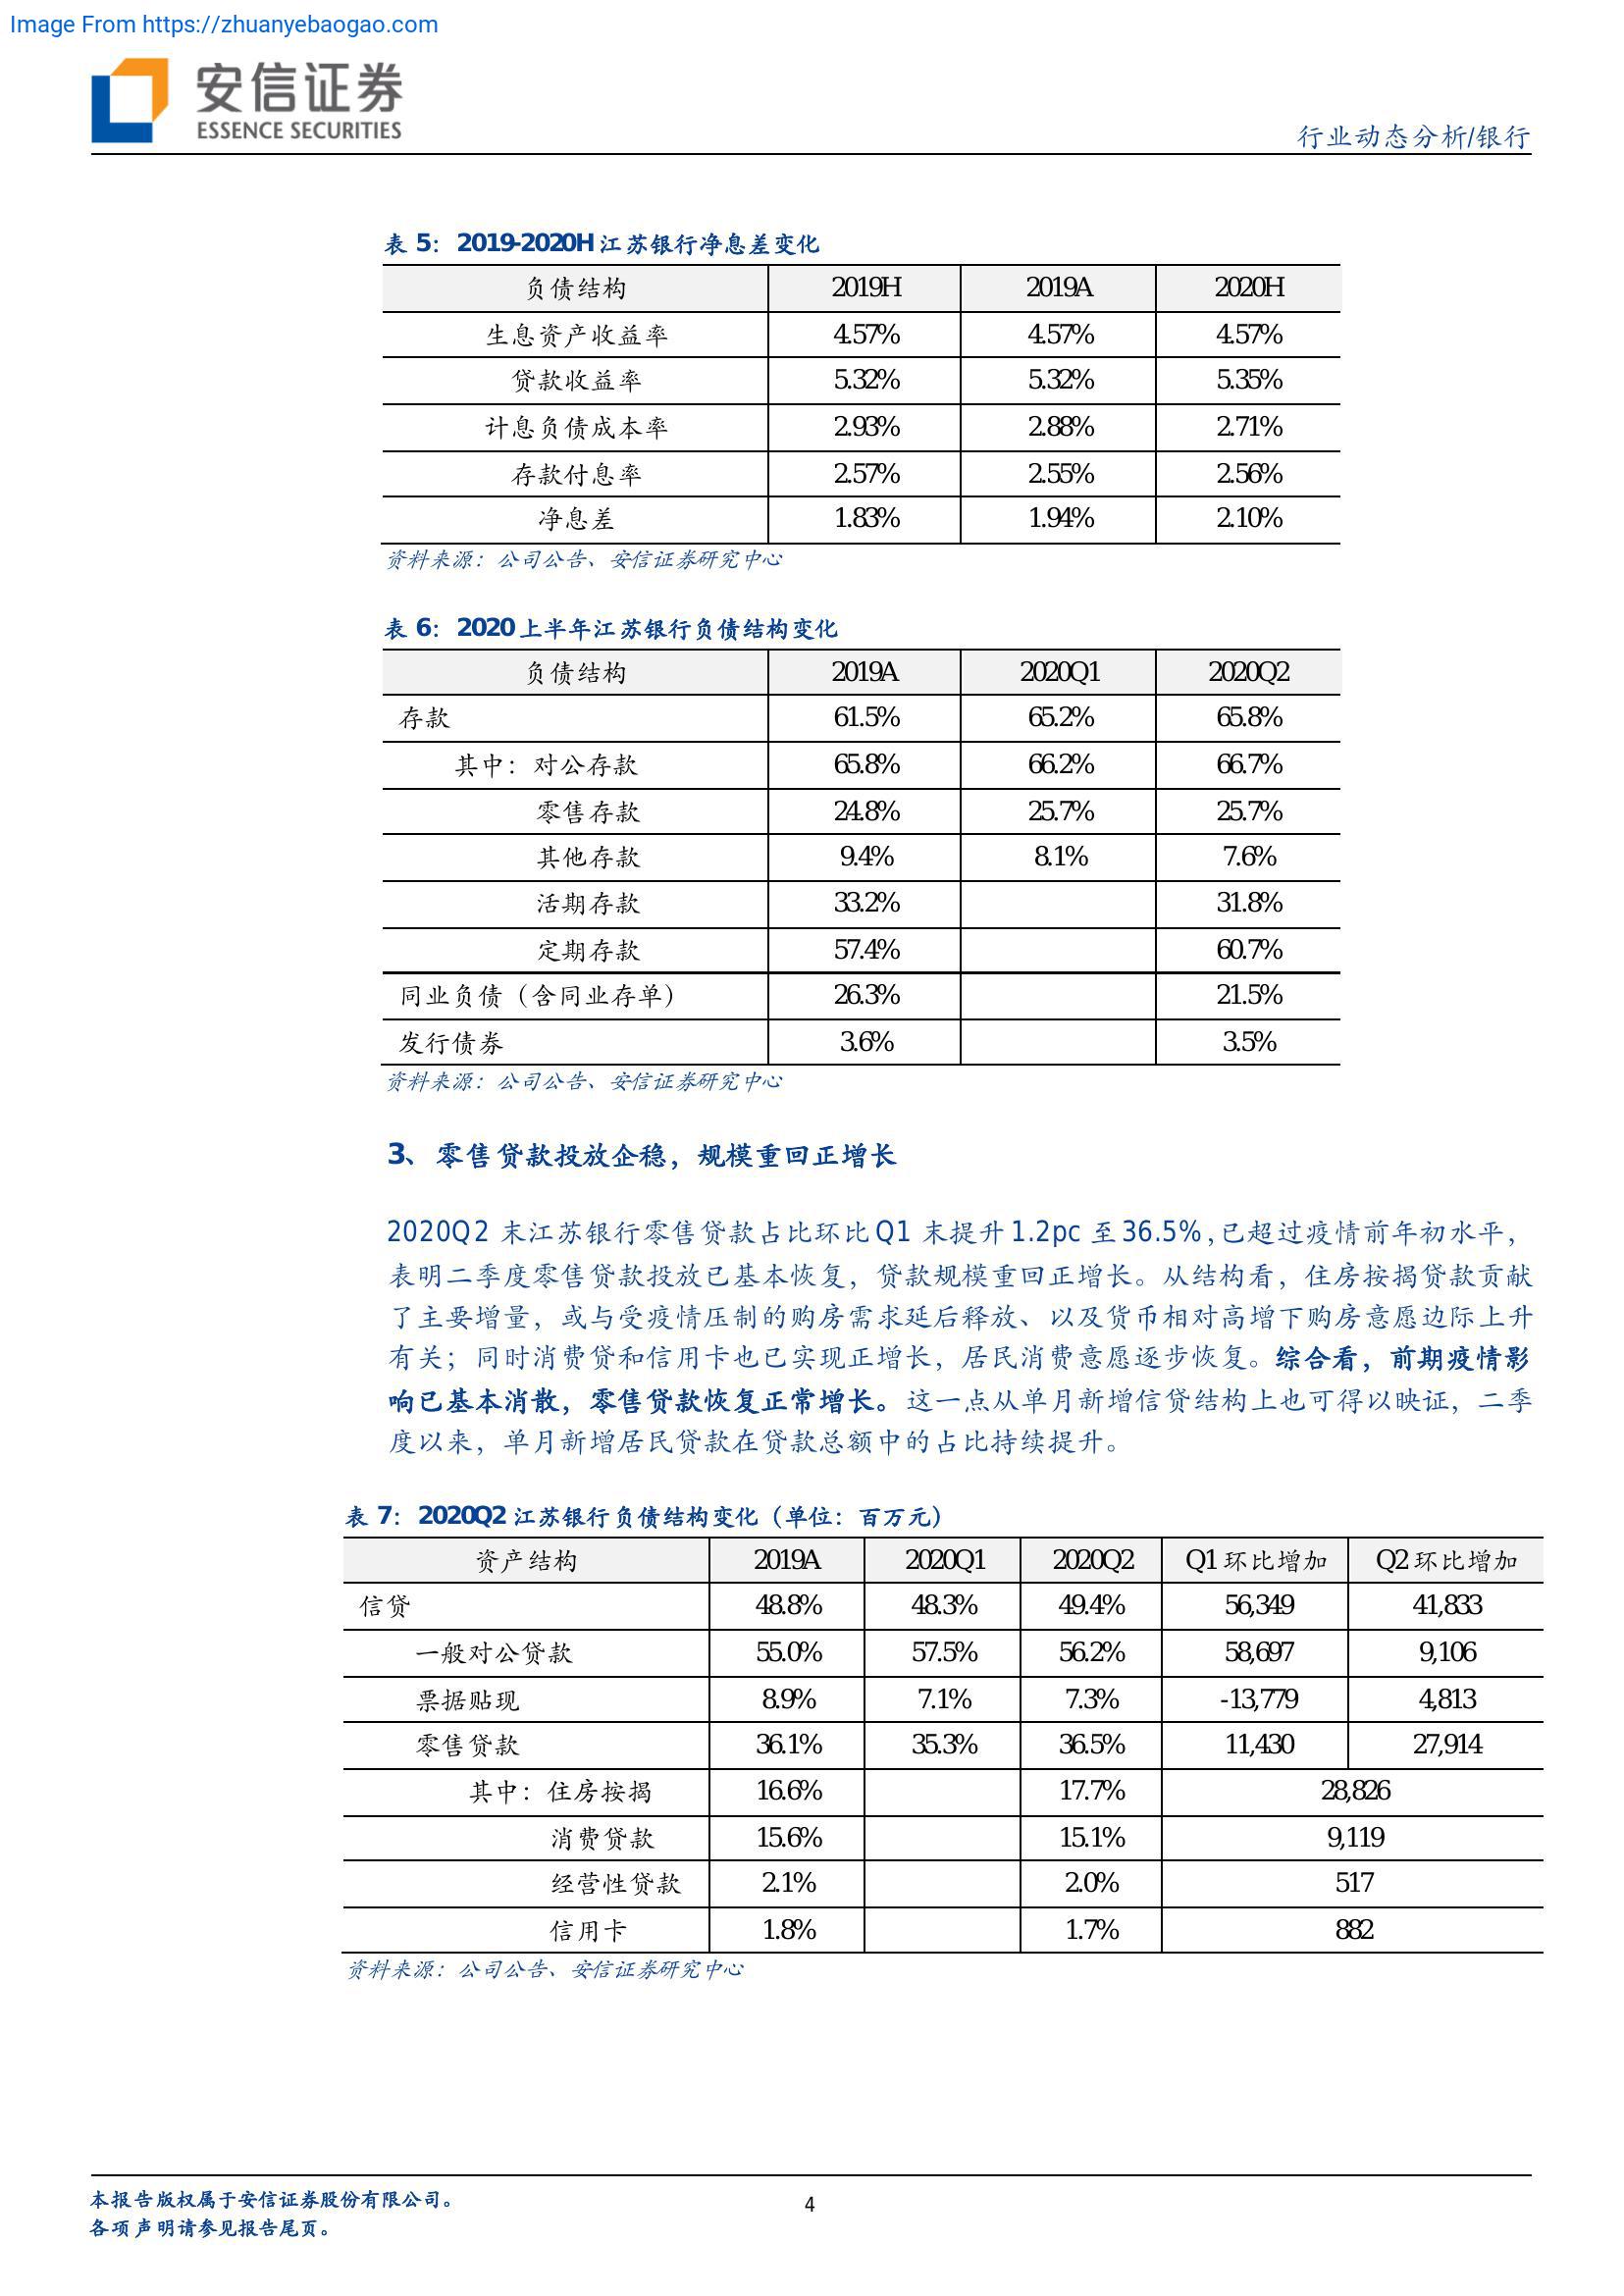 Image From https://zhuanyebaogao.com
安信证券
ESSENCE SECURITIES
行业动态分析/银行
表 5：2019-2020H 江苏银行净息差变化
负债结构 2019H 2019A 2020H
生息资产收益率 4.57% 4.57% 4.57%
贷款收益率 5.32% 5.32% 5.35%
计息负债成本率 2.93% 2.88% 2.71%
存款付息率 2.57% 2.55% 2.56%
净息差 1.83% 1.94% 2.10%
资料来源：公司公告、安信证券研究中心
表 6：2020 上半年江苏银行负债结构变化
负债结构 2019A 2020Q1 2020Q2
存款 61.5% 65.2% 65.8%
其中：对公存款 65.8% 66.2% 66.7%
零售存款 24.8% 25.7% 25.7%
其他存款 9.4% 8.1% 7.6%
活期存款 33.2% 31.8%
定期存款 57.4% 60.7%
同业负债（含同业存单） 26.3% 21.5%
发行债券 3.6% 3.5%
资料来源：公司公告、安信证券研究中心
3、零售贷款投放企稳，规模重回正增长
2020Q2 末江苏银行零售贷款占比环比 Q1 末提升 1.2pc 至 36.5%，已超过疫情前年初水平，
表明二季度零售贷款投放已基本恢复，贷款规模重回正增长。从结构看，住房按揭贷款贡献
了主要增量，或与受疫情压制的购房需求延后释放、以及货币相对高增下购房意愿边际上升
有关；同时消费贷和信用卡也已实现正增长，居民消费意愿逐步恢复。综合看，前期疫情影
响已基本消散，零售贷款恢复正常增长。这一点从单月新增信贷结构上也可得以映证，二季
度以来，单月新增居民贷款在贷款总额中的占比持续提升。
表 7：2020Q2 江苏银行负债结构变化（单位：百万元）
资产结构 2019A 2020Q1 2020Q2 Q1 环比增加 Q2 环比增加
信贷 48.8% 48.3% 49.4% 56,349 41,833
一般对公贷款 55.0% 57.5% 56.2% 58,697 9,106
票据贴现 8.9% 7.1% 7.3% -13,779 4,813
零售贷款 36.1% 35.3% 36.5% 11,430 27,914
其中：住房按揭 16.6% 17.7% 28,826
消费贷款 15.6% 15.1% 9,119
经营性贷款 2.1% 2.0% 517
信用卡 1.8% 1.7% 882
资料来源：公司公告、安信证券研究中心
本报告版权属于安信证券股份有限公司。
各项声明请参见报告尾页。
4